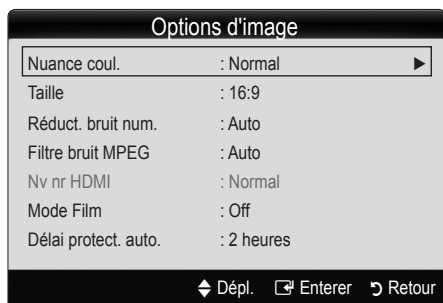 Options d'image
Nuance coul. : Normal
Taille : 16:9
Réduct. bruit num. : Auto
Filtre bruit MPEG : Auto
Nv nr HDMI : Normal
Mode Film : Off
Délai protect. auto. : 2 heures
Dépl. Enterer Retour